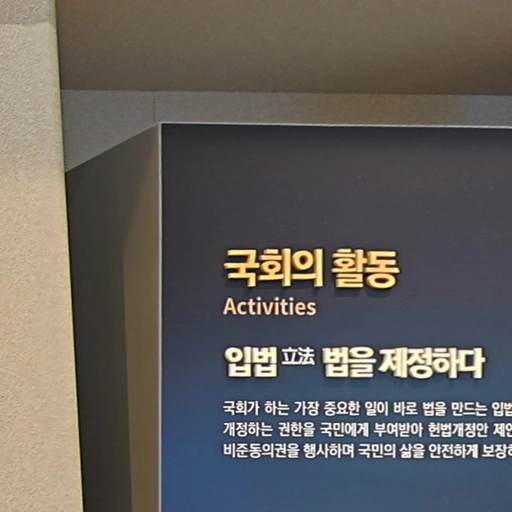 국회의 활동
Activities
입법 立法 법을 제정하다
국회가 하는 가장 중요한 일이 바로 법을 만드는 입법
개정하는 권한을 국민에게 부여받아 헌법개정안 제안
비준동의권을 행사하며 국민의 삶을 안전하게 보장하